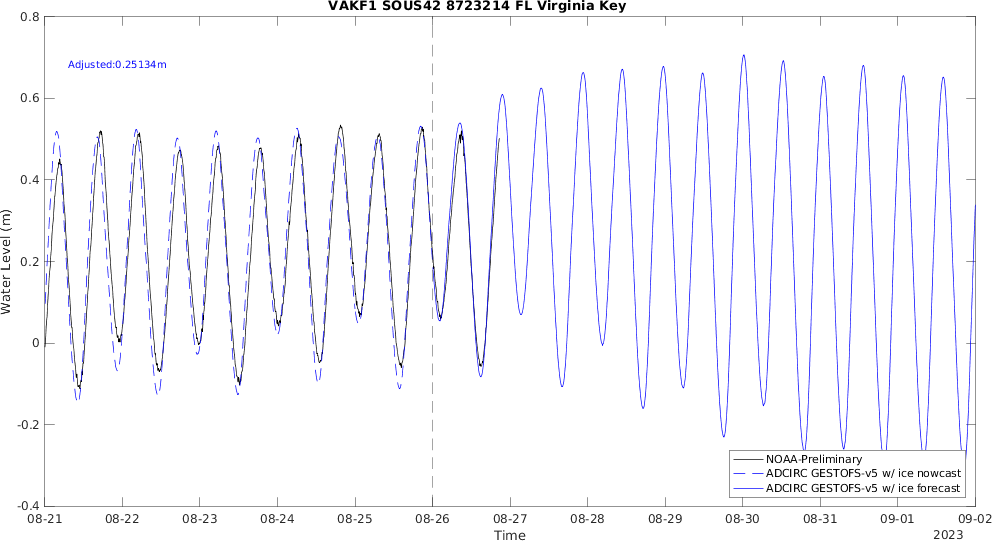 VAKF1 SOUS42 8723214 FL Virginia Key
Adjusted:0.25134m
Water Level (m)
0.8
0.6
0.4
0.2
0
-0.2
-0.4
NOAA-Preliminary
ADCIRC GESTOFS-v5 w/ ice nowcast
ADCIRC GESTOFS-v5 w/ ice forecast
08-21 08-22 08-23 08-24 08-25 08-26 08-27 08-28 08-29 08-30 08-31 09-01 09-02
Time
2023